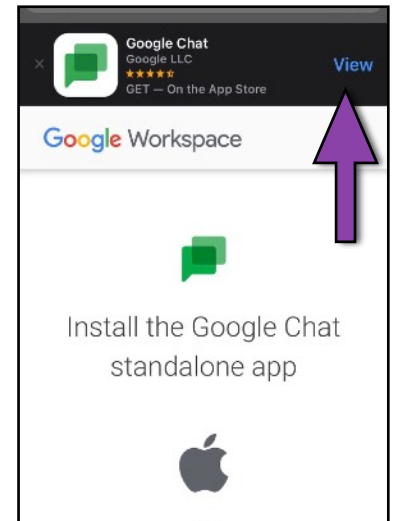 Google Chat
Google LLC
GET — On the App Store
View
Google Workspace
Install the Google Chat
standalone app